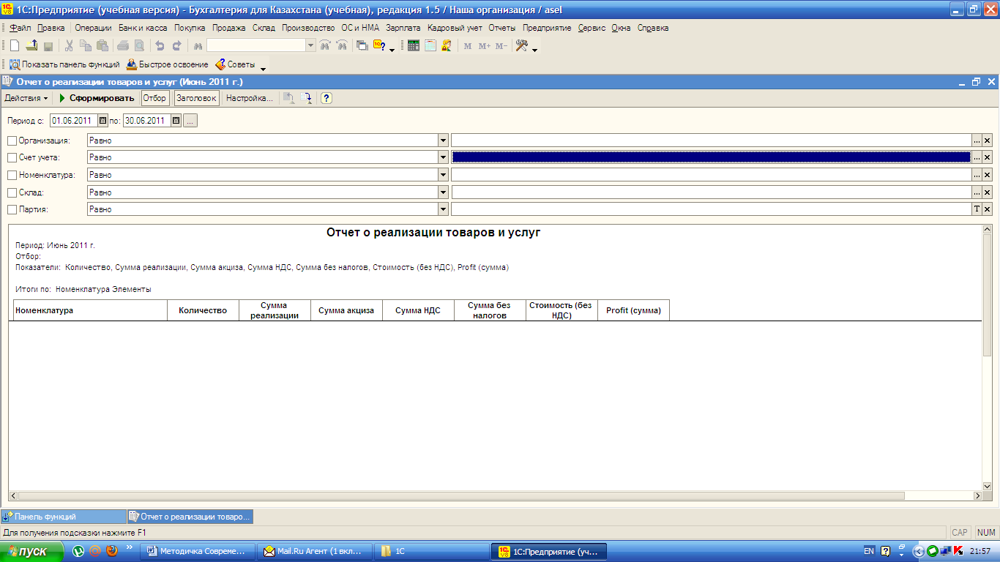 1С:Предприятие (учебная версия) - Бухгалтерия для Казахстана (учебная), редакция 1.5 / Наша организация / asel
Файл Правка Операции Банк и касса Покупка Продажа Склад Производство ОС и НМА Зарплата Кадровый учет Отчеты Предприятие Сервис Окна Справка
M M+ M-
Показать панель функций Быстрое освоение Советы
Отчет о реализации товаров и услуг (Июнь 2011 г.)
Действия Сформировать Отбор Заголовок Настройка... ?
Период с: 01.06.2011 по: 30.06.2011 ...
Организация: Равно ... x
Счет учета: Равно ... x
Номенклатура: Равно ... x
Склад: Равно ... x
Партия: Равно T x
Отчет о реализации товаров и услуг
Период: Июнь 2011 г.
Отбор:
Показатели: Количество, Сумма реализации, Сумма акциза, Сумма НДС, Сумма без налогов, Стоимость (без НДС), Profit (сумма)
Итоги по: Номенклатура Элементы
Номенклатура Количество Сумма реализации Сумма акциза Сумма НДС Сумма без налогов Стоимость (без НДС) Profit (сумма)
Панель функций Отчет о реализации товаро...
Для получения подсказки нажмите F1 CAP NUM
пуск Методичка Совреме... Mail.Ru Агент (1 вкл... 1С 1С:Предприятие (уч... EN 21:57